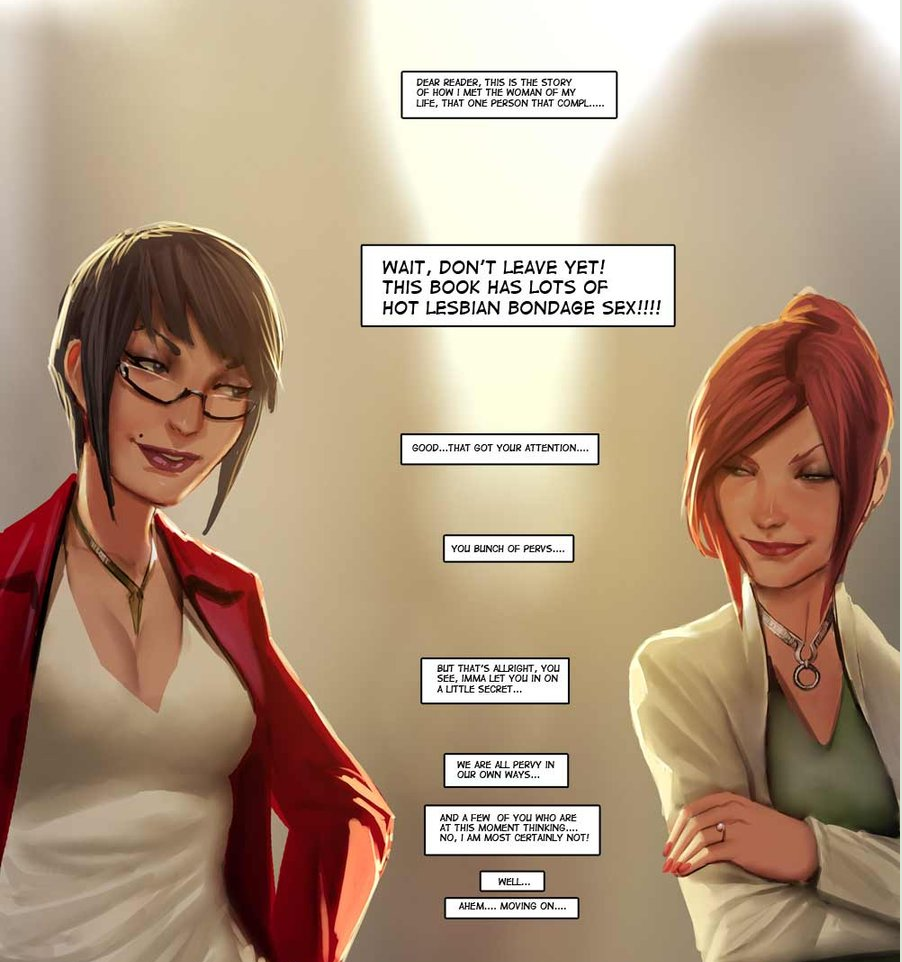 DEAR READER, THIS IS THE STORY
OF HOW I MET THE WOMAN OF MY
LIFE, THAT ONE PERSON THAT COMPL.....
WAIT, DON'T LEAVE YET!
THIS BOOK HAS LOTS OF
HOT LESBIAN BONDAGE SEX!!!!
GOOD...THAT GOT YOUR ATTENTION....
YOU BUNCH OF PERVS....
BUT THAT'S ALLRIGHT, YOU
SEE, IMMA LET YOU IN ON
A LITTLE SECRET...
WE ARE ALL PERVY IN
OUR OWN WAYS...
AND A FEW OF YOU WHO ARE
AT THIS MOMENT THINKING....
NO, I AM MOST CERTAINLY NOT!
WELL...
AHEM.... MOVING ON....